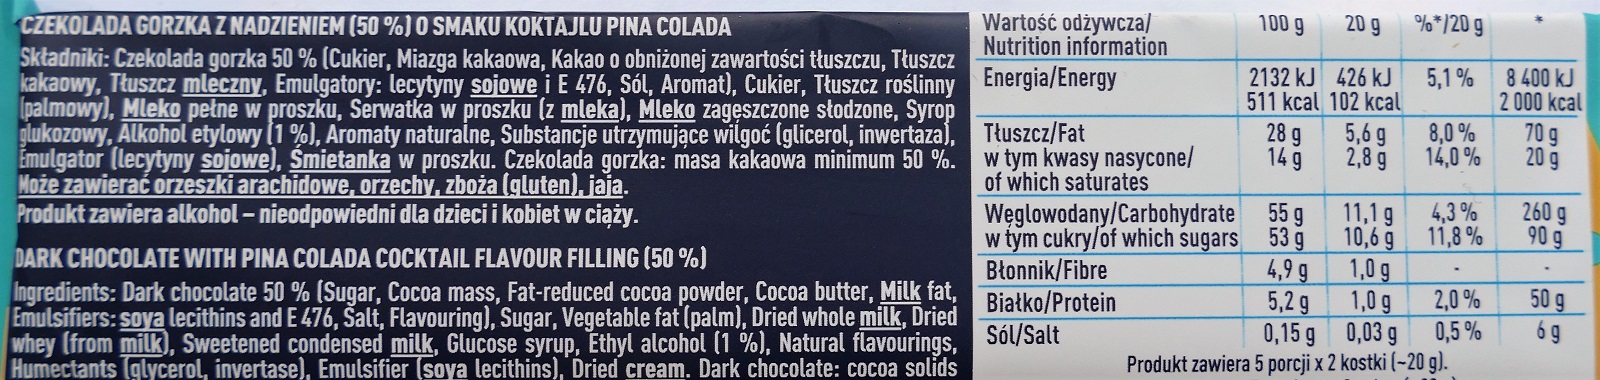 CZEKOLADA GORZKA Z NADZIENIEM (50 %) O SMAKU KOKTAJLU PINA COLADA
Składniki: Czekolada gorzka 50 % (Cukier, Miazga kakaowa, Kakao o obniżonej zawartości tłuszczu, Tłuszcz
kakaowy, Tłuszcz mleczny, Emulgatory: lecytyny sojowe i E 476, Sól, Aromat), Cukier, Tłuszcz roślinny
(palmowy), Mleko pełne w proszku, Serwatka w proszku (z mleka), Mleko zagęszczone słodzone, Syrop
glukozowy, Alkohol etylowy (1 %), Aromaty naturalne, Substancje utrzymujące wilgoć (glicerol, inwertaza),
Emulgator (lecytyny sojowe), Śmietanka w proszku. Czekolada gorzka: masa kakaowa minimum 50 %.
Może zawierać orzeszki arachidowe, orzechy, zboża (gluten), jaja.
Produkt zawiera alkohol – nieodpowiedni dla dzieci i kobiet w ciąży.
DARK CHOCOLATE WITH PINA COLADA COCKTAIL FLAVOUR FILLING (50 %)
Ingredients: Dark chocolate 50 % (Sugar, Cocoa mass, Fat-reduced cocoa powder, Cocoa butter, Milk fat,
Emulsifiers: soya lecithins and E 476, Salt, Flavouring), Sugar, Vegetable fat (palm), Dried whole milk, Dried
whey (from milk), Sweetened condensed milk, Glucose syrup, Ethyl alcohol (1 %), Natural flavourings,
Humectants (glycerol, invertase), Emulsifier (soya lecithins), Dried cream. Dark chocolate: cocoa solids
Wartość odżywcza/ 100 g 20 g %*/20 g *
Nutrition information
Energia/Energy 2132 kJ 426 kJ 5,1 % 8 400 kJ
511 kcal 102 kcal 2 000 kcal
Tłuszcz/Fat 28 g 5,6 g 8,0 % 70 g
w tym kwasy nasycone/ 14 g 2,8 g 14,0 % 20 g
of which saturates
Węglowodany/Carbohydrate 55 g 11,1 g 4,3 % 260 g
w tym cukry/of which sugars 53 g 10,6 g 11,8 % 90 g
Błonnik/Fibre 4,9 g 1,0 g - -
Białko/Protein 5,2 g 1,0 g 2,0 % 50 g
Sól/Salt 0,15 g 0,03 g 0,5 % 6 g
Produkt zawiera 5 porcji x 2 kostki (~20 g).